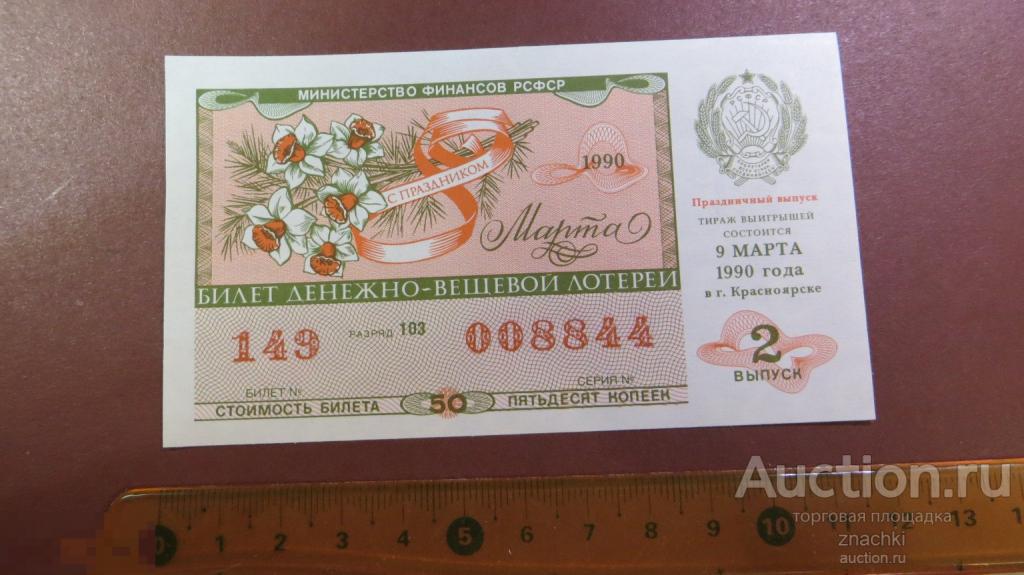 МИНИСТЕРСТВО ФИНАНСОВ РСФСР
С ПРАЗДНИКОМ
8
1990
Марта
БИЛЕТ ДЕНЕЖНО-ВЕЩЕВОЙ ЛОТЕРЕИ
149 РАЗРЯД 103 008844
БИЛЕТ № СЕРИЯ №
СТОИМОСТЬ БИЛЕТА 50 ПЯТЬДЕСЯТ КОПЕЕК
РСФСР
Праздничный выпуск
ТИРАЖ ВЫИГРЫШЕЙ
СОСТОИТСЯ
9 МАРТА
1990 года
в г. Красноярске
2
ВЫПУСК
0 1 2 3 4 5 6 7 8 9 10 11 12 13
Auction.ru
торговая площадка
znachki
auction.ru